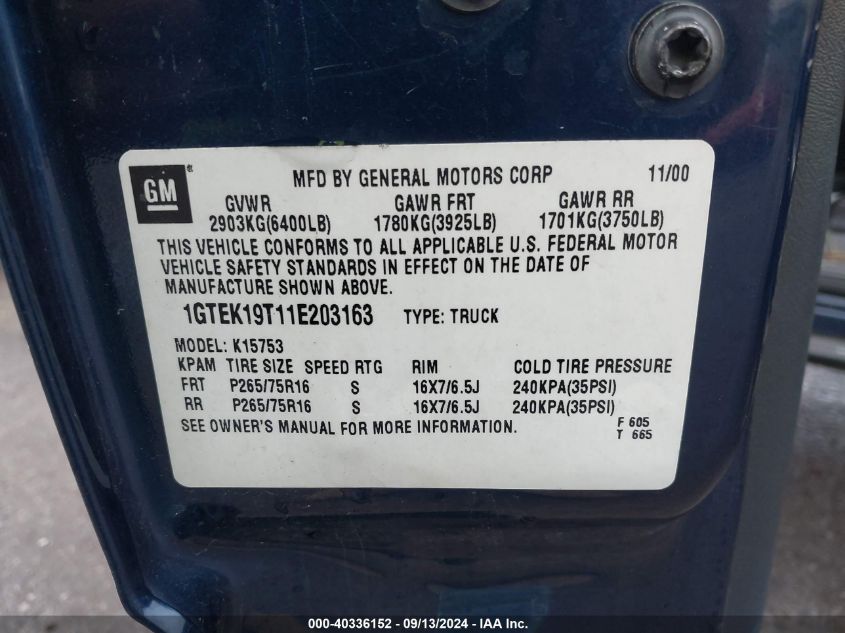 GM
MFD BY GENERAL MOTORS CORP 11/00
GVWR GAWR FRT GAWR RR
2903KG(6400LB) 1780KG(3925LB) 1701KG(3750LB)
THIS VEHICLE CONFORMS TO ALL APPLICABLE U.S. FEDERAL MOTOR
VEHICLE SAFETY STANDARDS IN EFFECT ON THE DATE OF
MANUFACTURE SHOWN ABOVE.
1GTEK19T11E203163 TYPE: TRUCK
MODEL: K15753
KPAM TIRE SIZE SPEED RTG RIM COLD TIRE PRESSURE
FRT P265/75R16 S 16X7/6.5J 240KPA(35PSI)
RR P265/75R16 S 16X7/6.5J 240KPA(35PSI)
SEE OWNER'S MANUAL FOR MORE INFORMATION.
F 605
T 665
000-40336152 - 09/13/2024 - IAA Inc.